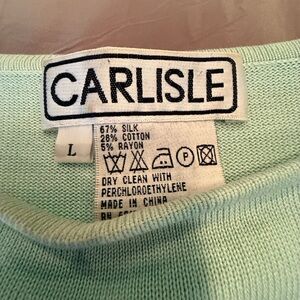 CARLISLE
L
67% SILK
28% COTTON
5% RAYON
P
DRY CLEAN WITH
PERCHLOROETHYLENE
MADE IN CHINA